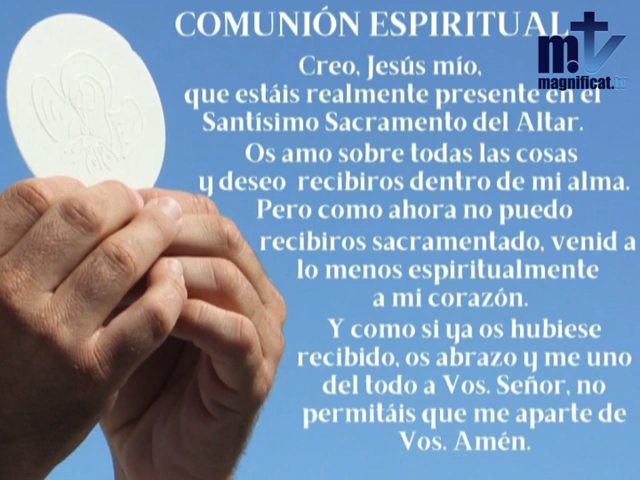 COMUNIÓN ESPIRITUAL
Creo, Jesús mío,
que estáis realmente presente en el
Santísimo Sacramento del Altar.
Os amo sobre todas las cosas
y deseo recibiros dentro de mi alma.
Pero como ahora no puedo
recibiros sacramentado, venid a
lo menos espiritualmente
a mi corazón.
Y como si ya os hubiese
recibido, os abrazo y me uno
del todo a Vos. Señor, no
permitáis que me aparte de
Vos. Amén.
m.tv
magnificat.tv